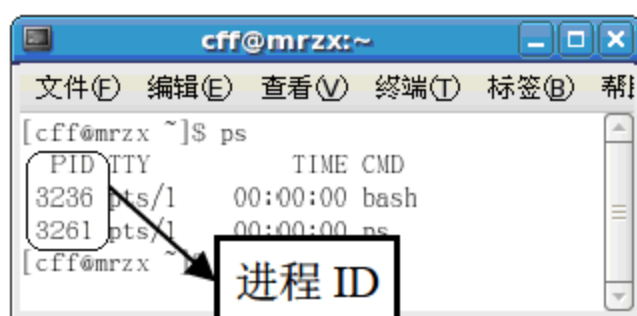 cff@mrzx:~
文件(F) 编辑(E) 查看(V) 终端(T) 标签(B) 帮
[cff@mrzx ~]$ ps
PID TTY TIME CMD
3236 pts/1 00:00:00 bash
3261 pts/1 00:00:00 ps
[cff@mrzx ~]
进程 ID